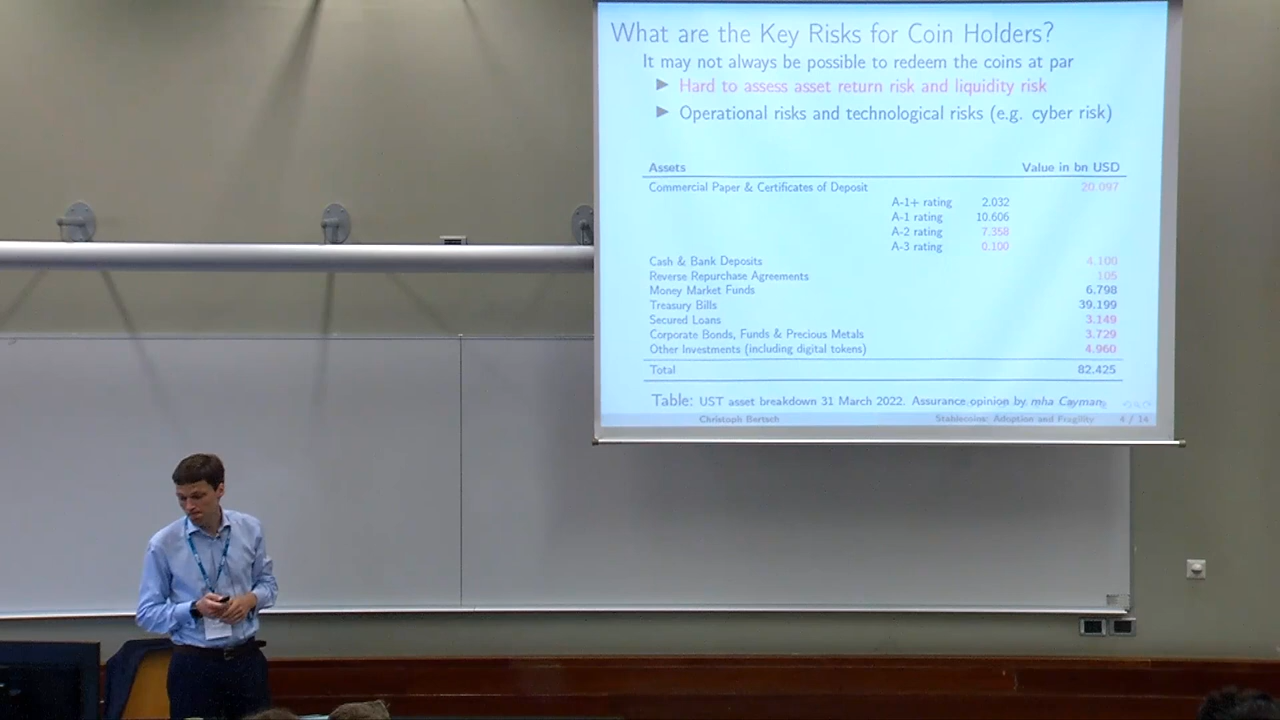 What are the Key Risks for Coin Holders?
It may not always be possible to redeem the coins at par
Hard to assess asset return risk and liquidity risk
Operational risks and technological risks (e.g. cyber risk)
Assets Value in bn USD
Commercial Paper & Certificates of Deposit 20.097
A-1+ rating 2.032
A-1 rating 10.606
A-2 rating 7.358
A-3 rating 0.100
Cash & Bank Deposits 4.100
Reverse Repurchase Agreements 105
Money Market Funds 6.798
Treasury Bills 39.199
Secured Loans 3.149
Corporate Bonds, Funds & Precious Metals 3.729
Other Investments (including digital tokens) 4.960
Total 82.425
Table: UST asset breakdown 31 March 2022. Assurance opinion by mha Cayman.
Christoph Bertsch Stablecoins: Adoption and Fragility 4 / 14